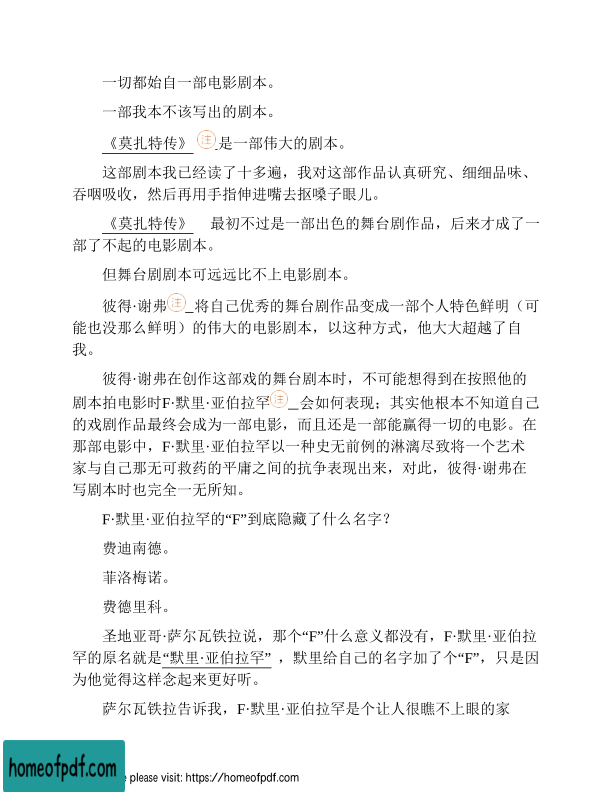 一切都始自一部电影剧本。
一部我本不该写出的剧本。
《莫扎特传》 注 是一部伟大的剧本。
这部剧本我已经读了十多遍，我对这部作品认真研究、细细品味、
吞咽吸收，然后再用手指伸进嘴去抠嗓子眼儿。
《莫扎特传》 最初不过是一部出色的舞台剧作品，后来才成了一
部了不起的电影剧本。
但舞台剧剧本可远远比不上电影剧本。
彼得·谢弗 注 将自己优秀的舞台剧作品变成一部个人特色鲜明（可
能也没那么鲜明）的伟大的电影剧本，以这种方式，他大大超越了自
我。
彼得·谢弗在创作这部戏的舞台剧本时，不可能想得到在按照他的
剧本拍电影时F·默里·亚伯拉罕 注 会如何表现；其实他根本不知道自己
的戏剧作品最终会成为一部电影，而且还是一部能赢得一切的电影。在
那部电影中，F·默里·亚伯拉罕以一种史无前例的淋漓尽致将一个艺术
家与自己那无可救药的平庸之间的抗争表现出来，对此，彼得·谢弗在
写剧本时也完全一无所知。
F·默里·亚伯拉罕的“F”到底隐藏了什么名字？
费迪南德。
菲洛梅诺。
费德里科。
圣地亚哥·萨尔瓦铁拉说，那个“F”什么意义都没有，F·默里·亚伯拉
罕的原名就是“默里·亚伯拉罕” ，默里给自己的名字加了个“F”，只是因
为他觉得这样念起来更好听。
萨尔瓦铁拉告诉我，F·默里·亚伯拉罕是个让人很瞧不上眼的家
homeofpdf.com
e please visit: https://homeofpdf.com